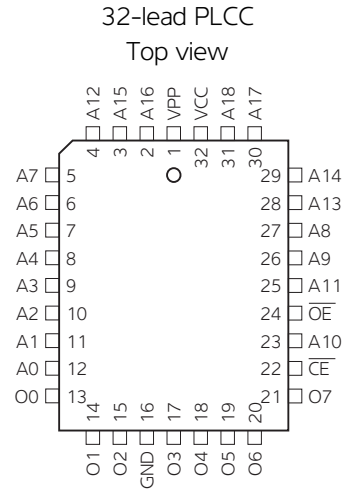 32-lead PLCC
Top view
A12 A15 A16 VPP VCC A18 A17
4 3 2 1 32 31 30
A7 5 29 A14
A6 6 28 A13
A5 7 27 A8
A4 8 26 A9
A3 9 25 A11
A2 10 24 O̅E̅
A1 11 23 A10
A0 12 22 C̅E̅
O0 13 21 O7
14 15 16 17 18 19 20
O1 O2 GND O3 O4 O5 O6